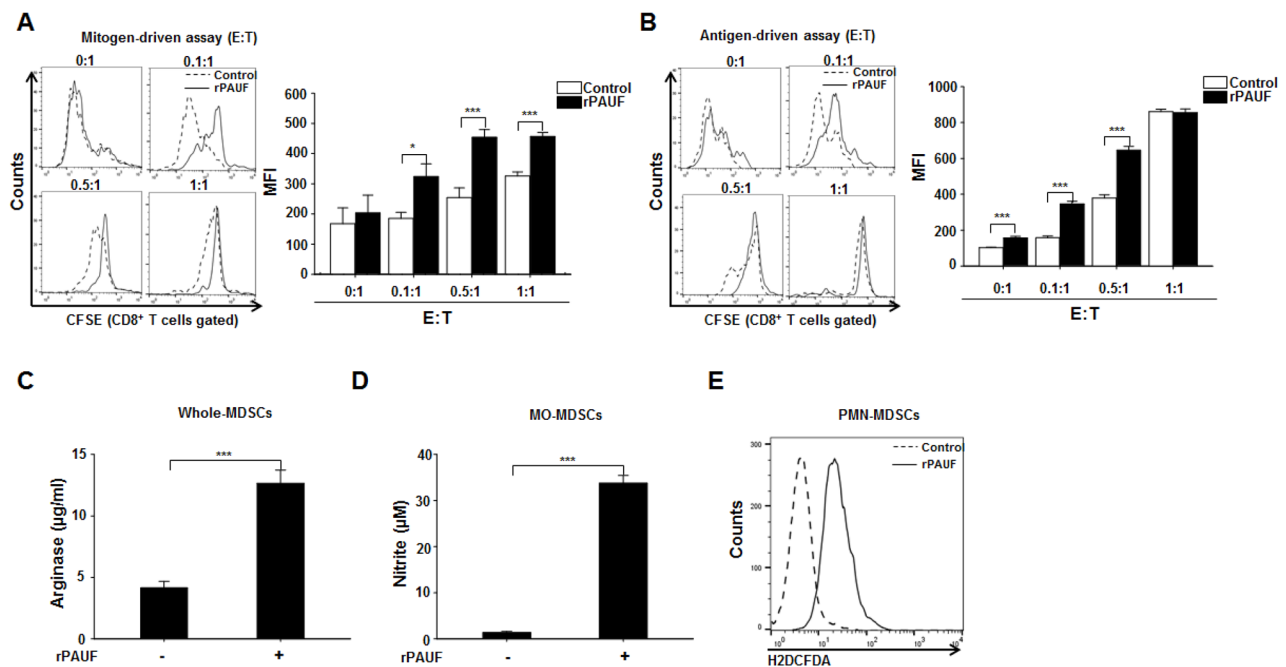 A
Mitogen-driven assay (E:T)
0:1
0.1:1
Control
rPAUF
0.5:1
1:1
Counts
CFSE (CD8⁺ T cells gated)
Control
rPAUF
600
500
400
300
200
100
0
MFI
*
***
***
0:1
0.1:1
0.5:1
1:1
E:T
B
Antigen-driven assay (E:T)
0:1
0.1:1
Control
rPAUF
0.5:1
1:1
Counts
CFSE (CD8⁺ T cells gated)
Control
rPAUF
1000
800
600
400
200
0
MFI
***
***
***
0:1
0.1:1
0.5:1
1:1
E:T
C
Whole-MDSCs
15
10
5
0
Arginase (µg/ml)
***
rPAUF
-
+
D
MO-MDSCs
40
30
20
10
0
Nitrite (µM)
***
rPAUF
-
+
E
PMN-MDSCs
Control
rPAUF
300
200
100
0
Counts
10⁰
10¹
10²
10³
10⁴
H2DCFDA